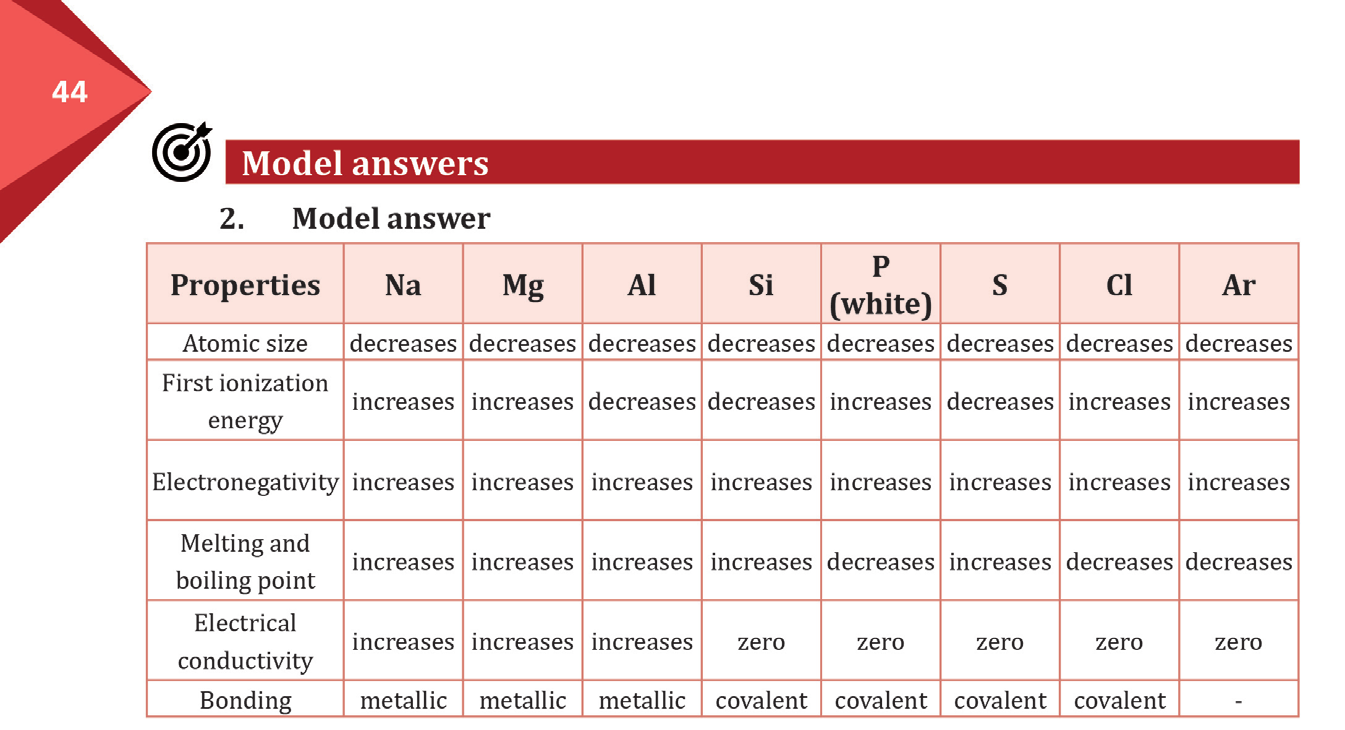 44
Model answers
2. Model answer
Properties Na Mg Al Si P (white) S Cl Ar
Atomic size decreases decreases decreases decreases decreases decreases decreases decreases
First ionization energy increases increases decreases decreases increases decreases increases increases
Electronegativity increases increases increases increases increases increases increases increases
Melting and boiling point increases increases increases increases decreases increases decreases decreases
Electrical conductivity increases increases increases zero zero zero zero zero
Bonding metallic metallic metallic covalent covalent covalent covalent -